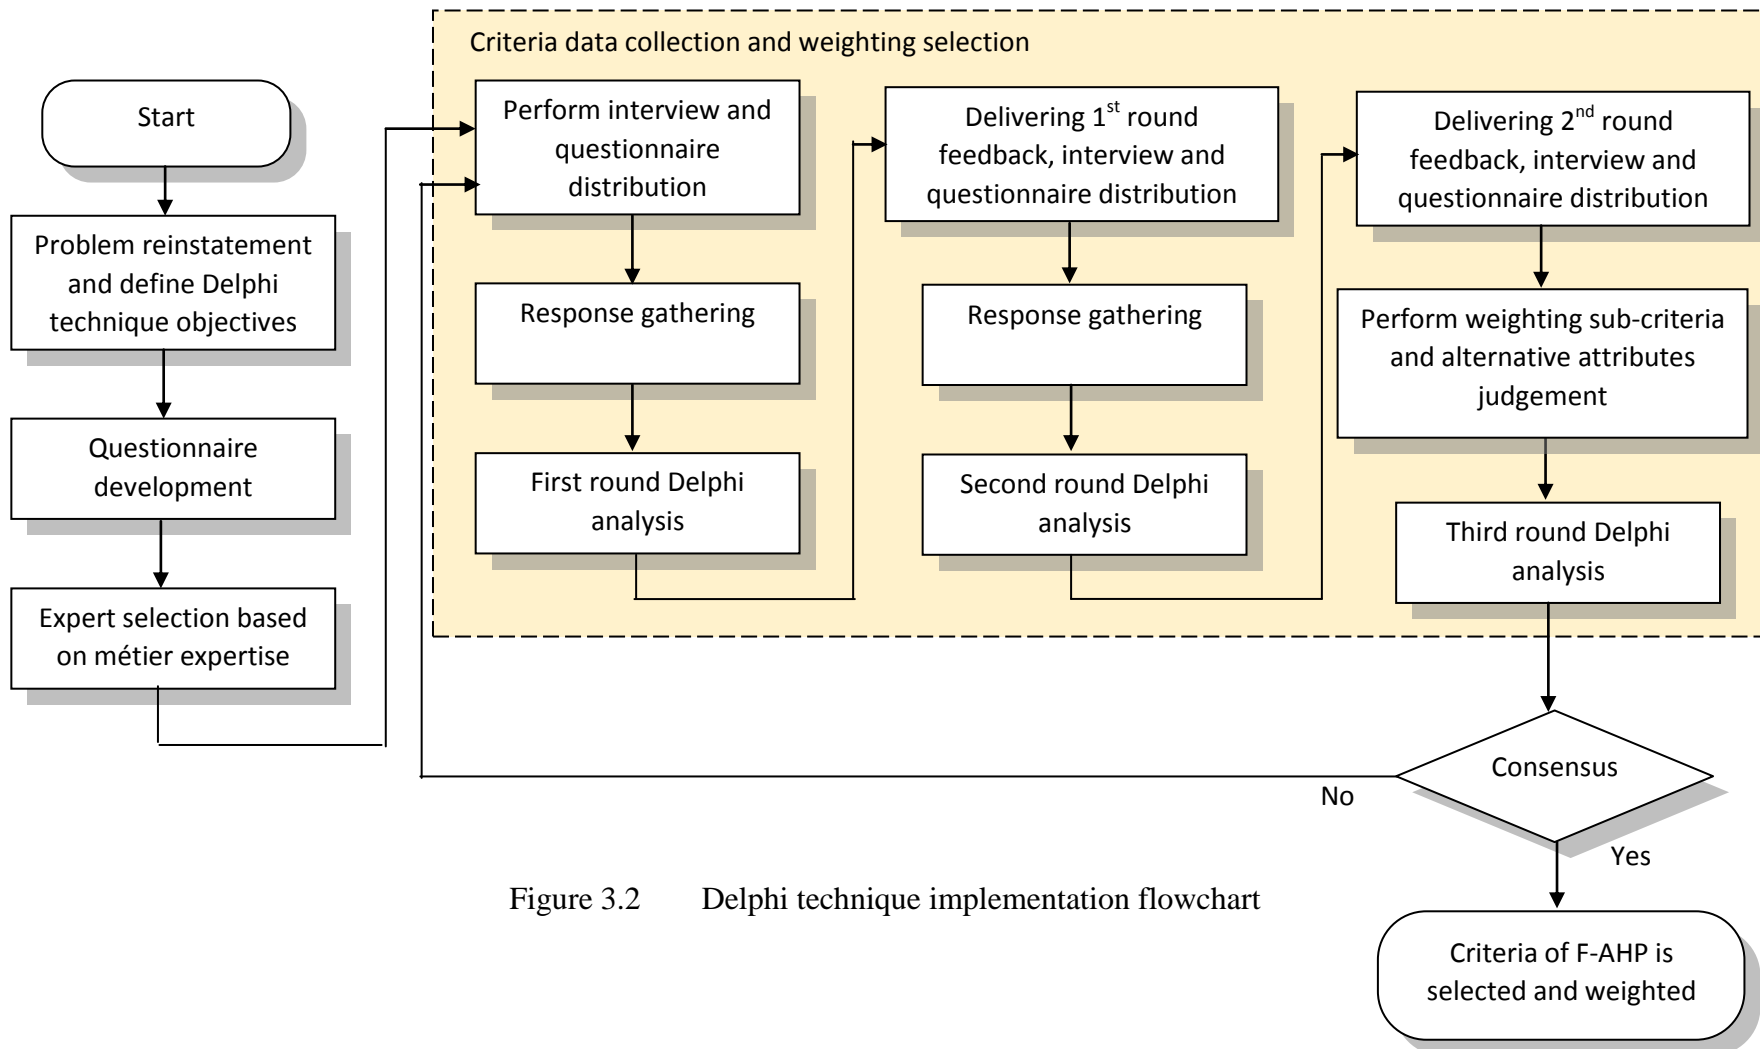 Criteria data collection and weighting selection
Start
Problem reinstatement
and define Delphi
technique objectives
Questionnaire
development
Expert selection based
on métier expertise
Perform interview and
questionnaire
distribution
Response gathering
First round Delphi
analysis
Delivering 1st round
feedback, interview and
questionnaire distribution
Response gathering
Second round Delphi
analysis
Delivering 2nd round
feedback, interview and
questionnaire distribution
Perform weighting sub-criteria
and alternative attributes
judgement
Third round Delphi
analysis
Consensus
No
Yes
Criteria of F-AHP is
selected and weighted
Figure 3.2 Delphi technique implementation flowchart